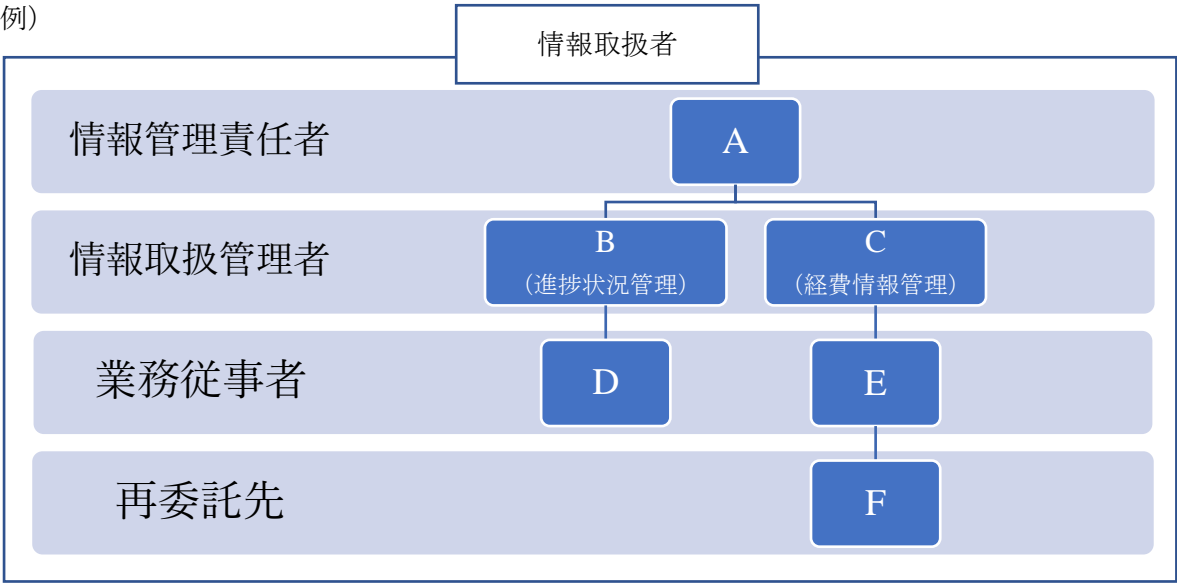 例）
情報取扱者
情報管理責任者
A
情報取扱管理者
B
（進捗状況管理）
C
（経費情報管理）
業務従事者
D
E
再委託先
F